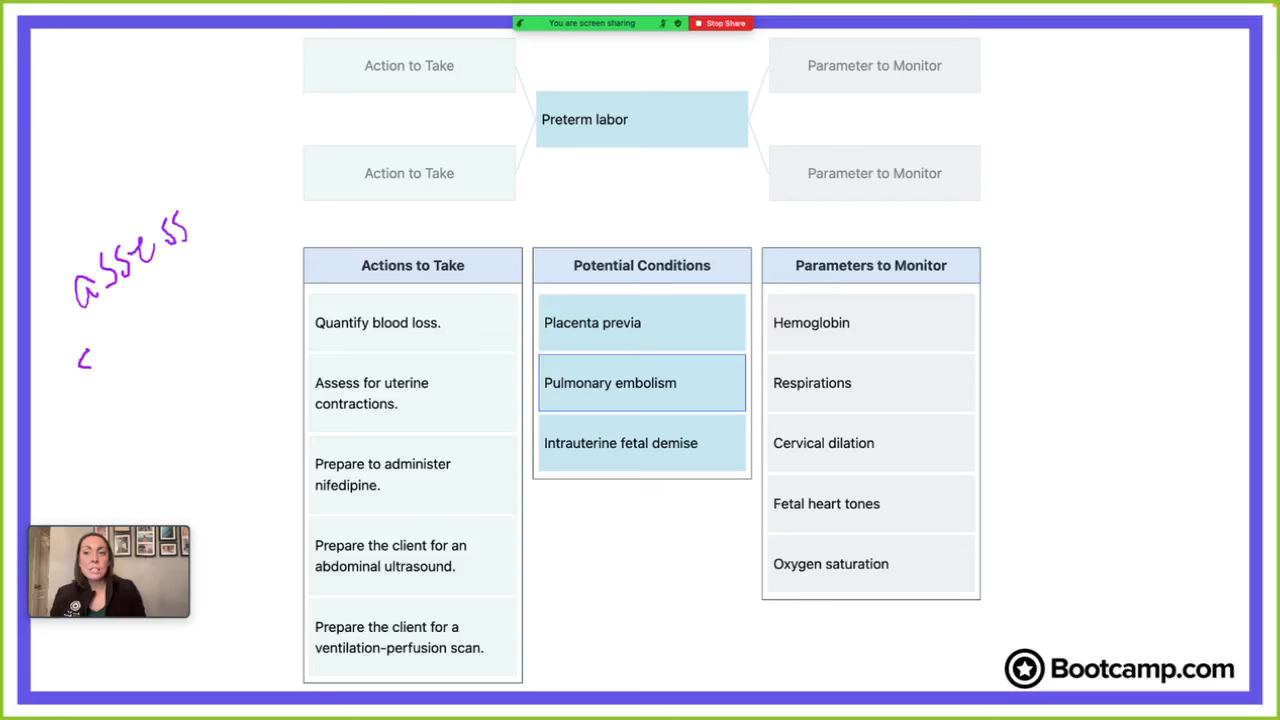 You are screen sharing
Stop Share
Action to Take
Parameter to Monitor
Preterm labor
Action to Take
Parameter to Monitor
assess
Actions to Take
Quantify blood loss.
Assess for uterine
contractions.
Prepare to administer
nifedipine.
Prepare the client for an
abdominal ultrasound.
Prepare the client for a
ventilation-perfusion scan.
Potential Conditions
Placenta previa
Pulmonary embolism
Intrauterine fetal demise
Parameters to Monitor
Hemoglobin
Respirations
Cervical dilation
Fetal heart tones
Oxygen saturation
Bootcamp.com